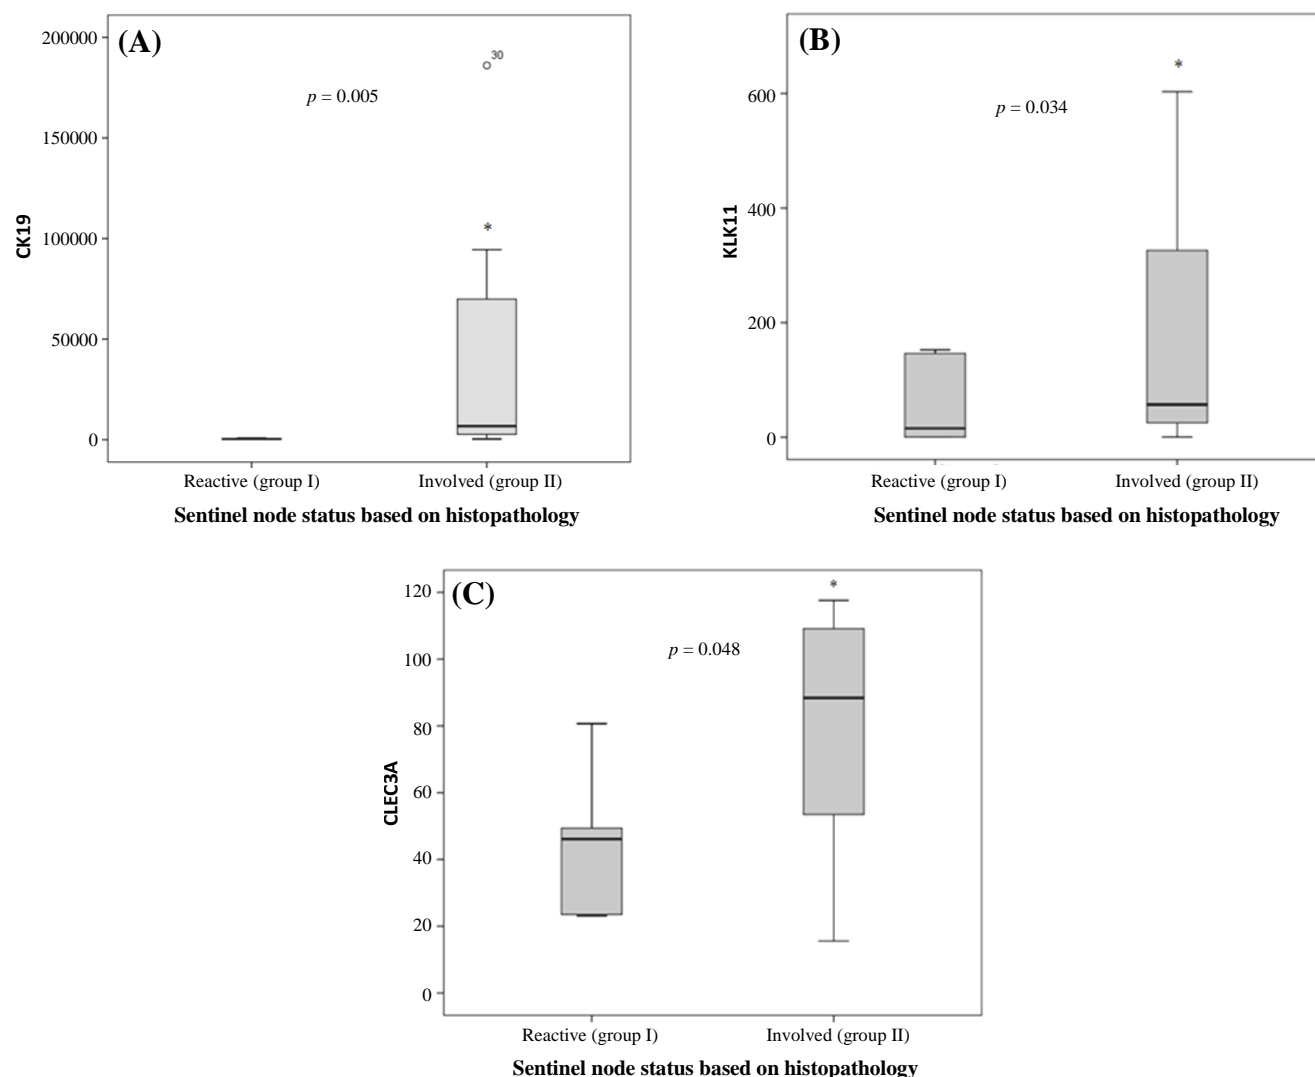 (A)
200000
150000
100000
50000
0
CK19
30
p = 0.005
*
Reactive (group I)
Involved (group II)
Sentinel node status based on histopathology
(B)
600
400
200
0
KLK11
p = 0.034
*
Reactive (group I)
Involved (group II)
Sentinel node status based on histopathology
(C)
120
100
80
60
40
20
0
CLEC3A
p = 0.048
*
Reactive (group I)
Involved (group II)
Sentinel node status based on histopathology